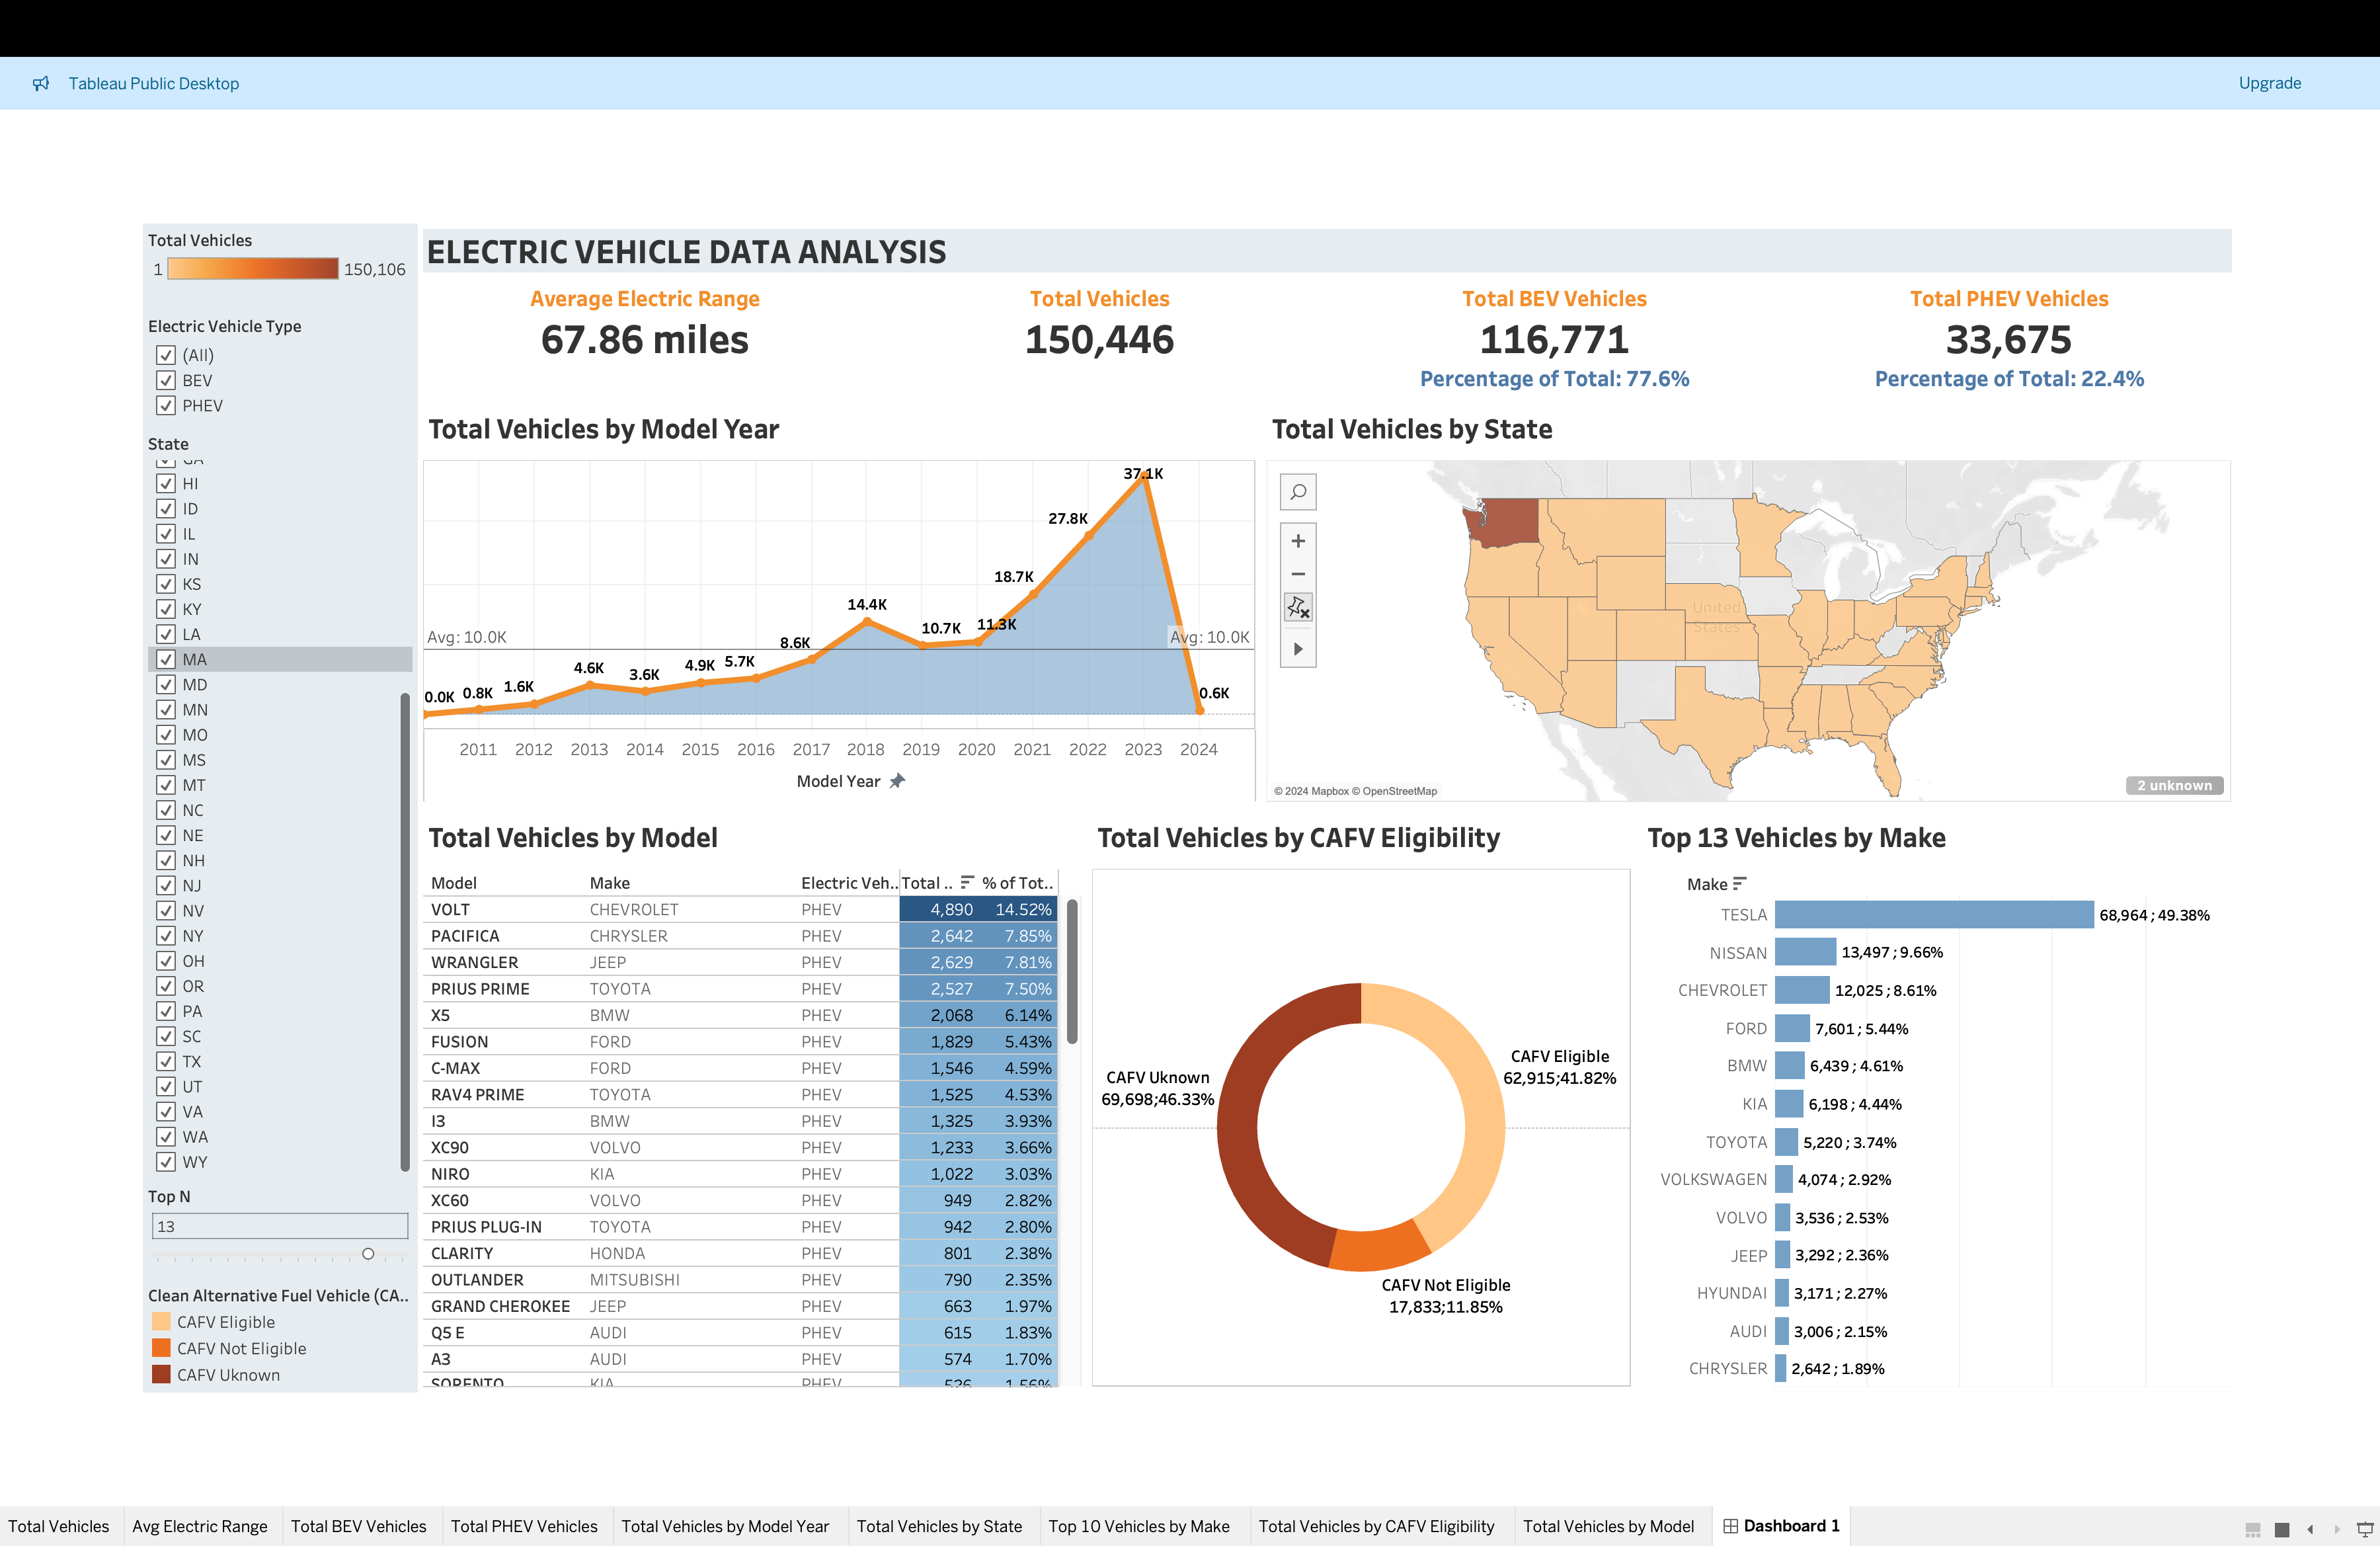 Tableau Public Desktop
Upgrade
Total Vehicles
1 150,106
Electric Vehicle Type
(All)
BEV
PHEV
State
GA
HI
ID
IL
IN
KS
KY
LA
MA
MD
MN
MO
MS
MT
NC
NE
NH
NJ
NV
NY
OH
OR
PA
SC
TX
UT
VA
WA
WY
Top N
13
Clean Alternative Fuel Vehicle (CA..
CAFV Eligible
CAFV Not Eligible
CAFV Uknown
ELECTRIC VEHICLE DATA ANALYSIS
Average Electric Range
67.86 miles
Total Vehicles
150,446
Total BEV Vehicles
116,771
Percentage of Total: 77.6%
Total PHEV Vehicles
33,675
Percentage of Total: 22.4%
Total Vehicles by Model Year
37.1K
27.8K
18.7K
14.4K
10.7K
11.3K
Avg: 10.0K
Avg: 10.0K
8.6K
4.6K
3.6K
4.9K
5.7K
0.0K
0.8K
1.6K
0.6K
2011 2012 2013 2014 2015 2016 2017 2018 2019 2020 2021 2022 2023 2024
Model Year
Total Vehicles by State
United
States
© 2024 Mapbox © OpenStreetMap
2 unknown
Total Vehicles by Model
Model Make Electric Veh.. Total .. % of Tot..
VOLT CHEVROLET PHEV 4,890 14.52%
PACIFICA CHRYSLER PHEV 2,642 7.85%
WRANGLER JEEP PHEV 2,629 7.81%
PRIUS PRIME TOYOTA PHEV 2,527 7.50%
X5 BMW PHEV 2,068 6.14%
FUSION FORD PHEV 1,829 5.43%
C-MAX FORD PHEV 1,546 4.59%
RAV4 PRIME TOYOTA PHEV 1,525 4.53%
I3 BMW PHEV 1,325 3.93%
XC90 VOLVO PHEV 1,233 3.66%
NIRO KIA PHEV 1,022 3.03%
XC60 VOLVO PHEV 949 2.82%
PRIUS PLUG-IN TOYOTA PHEV 942 2.80%
CLARITY HONDA PHEV 801 2.38%
OUTLANDER MITSUBISHI PHEV 790 2.35%
GRAND CHEROKEE JEEP PHEV 663 1.97%
Q5 E AUDI PHEV 615 1.83%
A3 AUDI PHEV 574 1.70%
SORENTO KIA PHEV 526 1.56%
Total Vehicles by CAFV Eligibility
CAFV Eligible
62,915;41.82%
CAFV Uknown
69,698;46.33%
CAFV Not Eligible
17,833;11.85%
Top 13 Vehicles by Make
Make
TESLA 68,964 ; 49.38%
NISSAN 13,497 ; 9.66%
CHEVROLET 12,025 ; 8.61%
FORD 7,601 ; 5.44%
BMW 6,439 ; 4.61%
KIA 6,198 ; 4.44%
TOYOTA 5,220 ; 3.74%
VOLKSWAGEN 4,074 ; 2.92%
VOLVO 3,536 ; 2.53%
JEEP 3,292 ; 2.36%
HYUNDAI 3,171 ; 2.27%
AUDI 3,006 ; 2.15%
CHRYSLER 2,642 ; 1.89%
Total Vehicles Avg Electric Range Total BEV Vehicles Total PHEV Vehicles Total Vehicles by Model Year Total Vehicles by State Top 10 Vehicles by Make Total Vehicles by CAFV Eligibility Total Vehicles by Model Dashboard 1